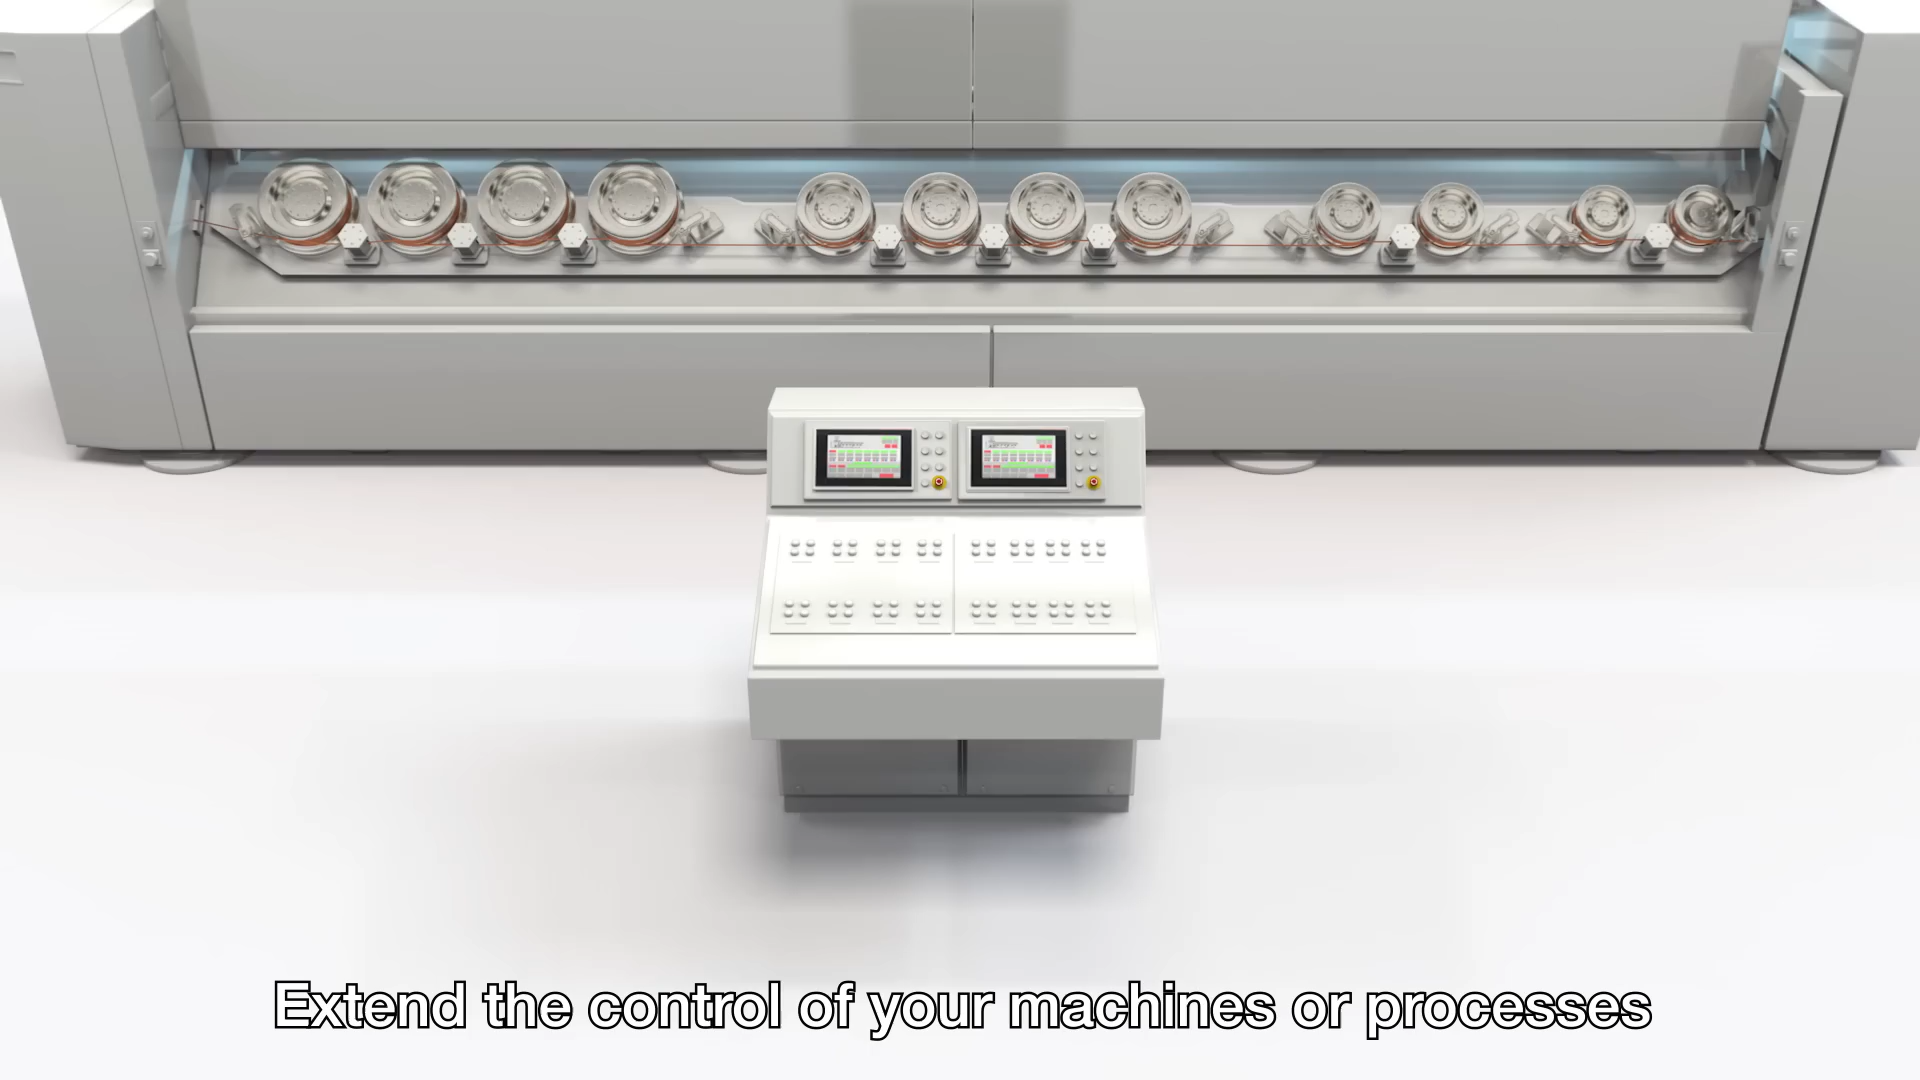 Extend the control of your machines or processes